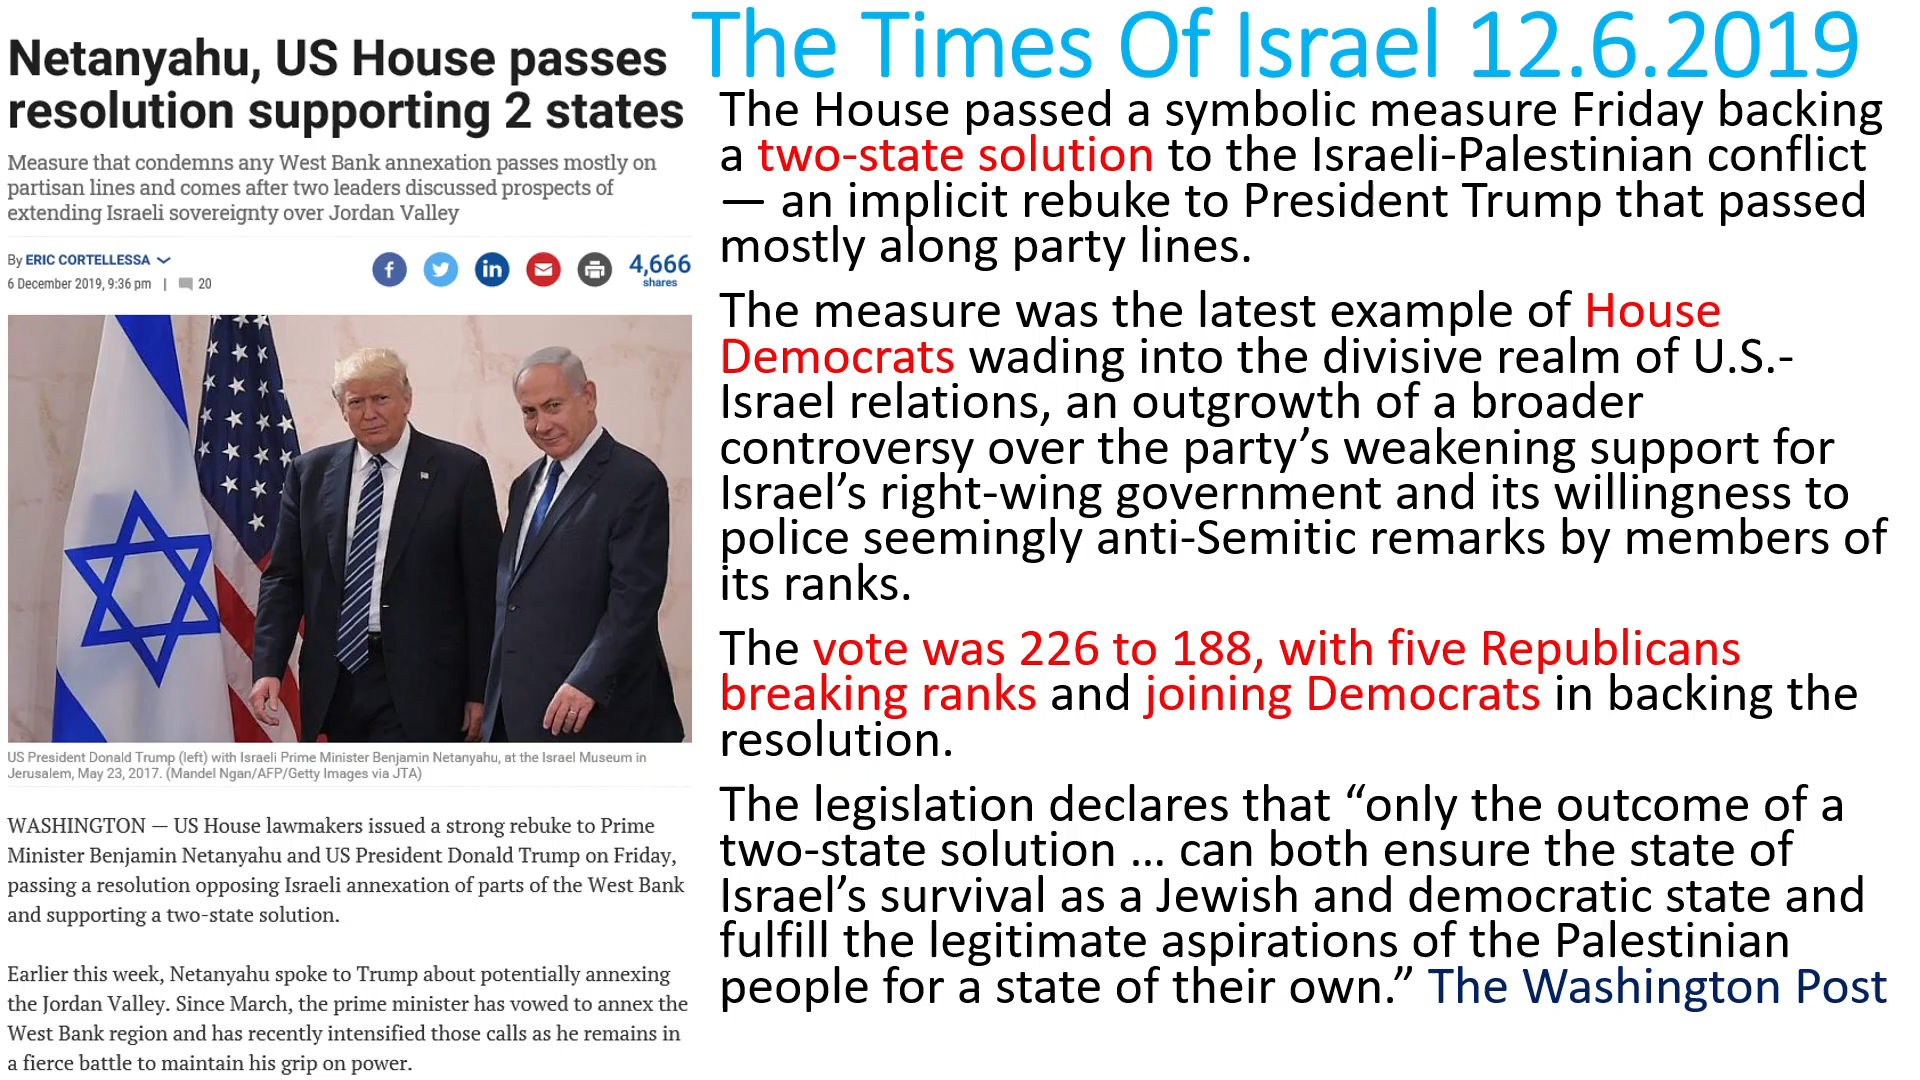 Netanyahu, US House passes
resolution supporting 2 states
Measure that condemns any West Bank annexation passes mostly on
partisan lines and comes after two leaders discussed prospects of
extending Israeli sovereignty over Jordan Valley
By ERIC CORTELLESSA
6 December 2019, 9:36 pm | 20
f in 4,666
shares
US President Donald Trump (left) with Israeli Prime Minister Benjamin Netanyahu, at the Israel Museum in
Jerusalem, May 23, 2017. (Mandel Ngan/AFP/Getty Images via JTA)
WASHINGTON — US House lawmakers issued a strong rebuke to Prime
Minister Benjamin Netanyahu and US President Donald Trump on Friday,
passing a resolution opposing Israeli annexation of parts of the West Bank
and supporting a two-state solution.
Earlier this week, Netanyahu spoke to Trump about potentially annexing
the Jordan Valley. Since March, the prime minister has vowed to annex the
West Bank region and has recently intensified those calls as he remains in
a fierce battle to maintain his grip on power.
The Times Of Israel 12.6.2019
The House passed a symbolic measure Friday backing
a two-state solution to the Israeli-Palestinian conflict
— an implicit rebuke to President Trump that passed
mostly along party lines.
The measure was the latest example of House
Democrats wading into the divisive realm of U.S.-
Israel relations, an outgrowth of a broader
controversy over the party’s weakening support for
Israel’s right-wing government and its willingness to
police seemingly anti-Semitic remarks by members of
its ranks.
The vote was 226 to 188, with five Republicans
breaking ranks and joining Democrats in backing the
resolution.
The legislation declares that “only the outcome of a
two-state solution ... can both ensure the state of
Israel’s survival as a Jewish and democratic state and
fulfill the legitimate aspirations of the Palestinian
people for a state of their own.” The Washington Post